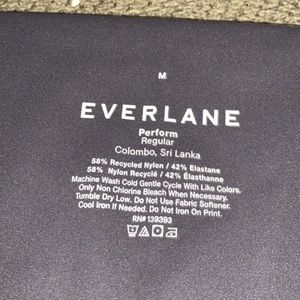 M
EVERLANE
Perform
Regular
Colombo, Sri Lanka
58% Recycled Nylon / 42% Elastane
58% Nylon Recyclé / 42% Élasthanne
Machine Wash Cold Gentle Cycle With Like Colors.
Only Non Chlorine Bleach When Necessary.
Tumble Dry Low. Do Not Use Fabric Softener.
Cool Iron If Needed. Do Not Iron On Print.
RN# 139393